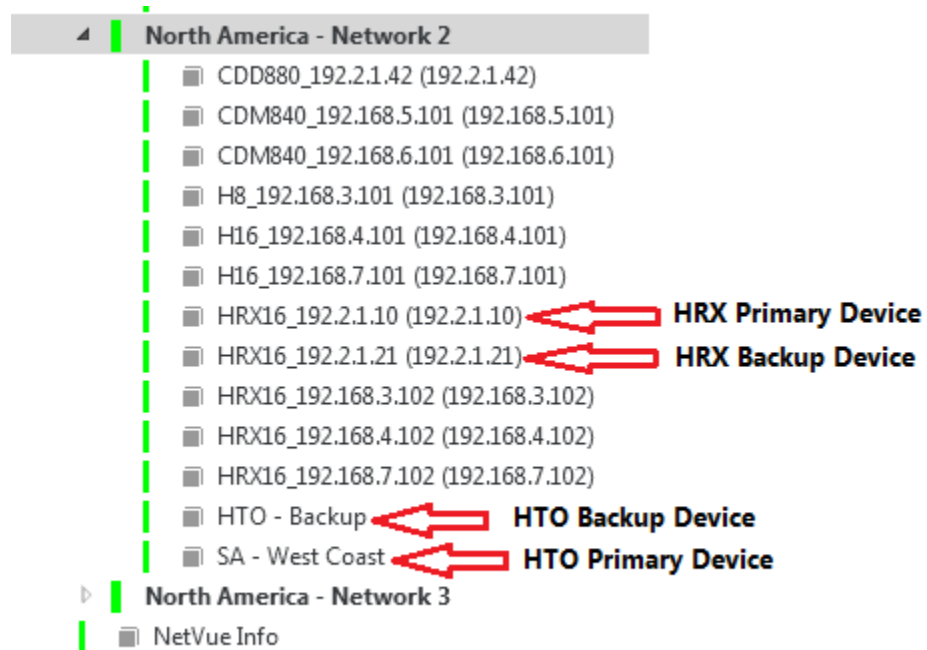 North America - Network 2
CDD880_192.2.1.42 (192.2.1.42)
CDM840_192.168.5.101 (192.168.5.101)
CDM840_192.168.6.101 (192.168.6.101)
H8_192.168.3.101 (192.168.3.101)
H16_192.168.4.101 (192.168.4.101)
H16_192.168.7.101 (192.168.7.101)
HRX16_192.2.1.10 (192.2.1.10) HRX Primary Device
HRX16_192.2.1.21 (192.2.1.21) HRX Backup Device
HRX16_192.168.3.102 (192.168.3.102)
HRX16_192.168.4.102 (192.168.4.102)
HRX16_192.168.7.102 (192.168.7.102)
HTO - Backup HTO Backup Device
SA - West Coast HTO Primary Device
North America - Network 3
NetVue Info